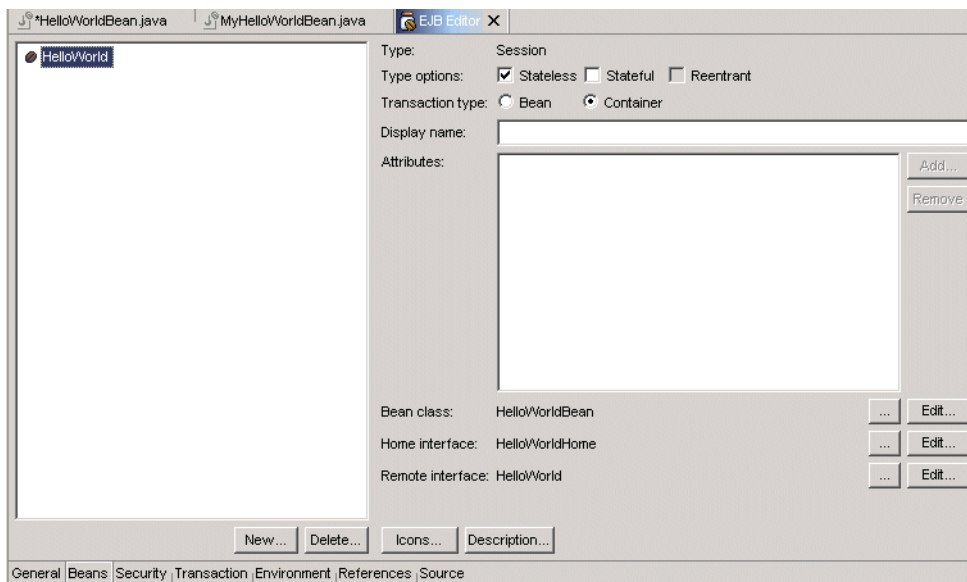 *HelloWorldBean.java MyHelloWorldBean.java EJB Editor
HelloWorld
Type: Session
Type options: Stateless Stateful Reentrant
Transaction type: Bean Container
Display name:
Attributes: Add...
Remove
Bean class: HelloWorldBean ... Edit...
Home interface: HelloWorldHome ... Edit...
Remote interface: HelloWorld ... Edit...
New... Delete... Icons... Description...
General Beans Security Transaction Environment References Source